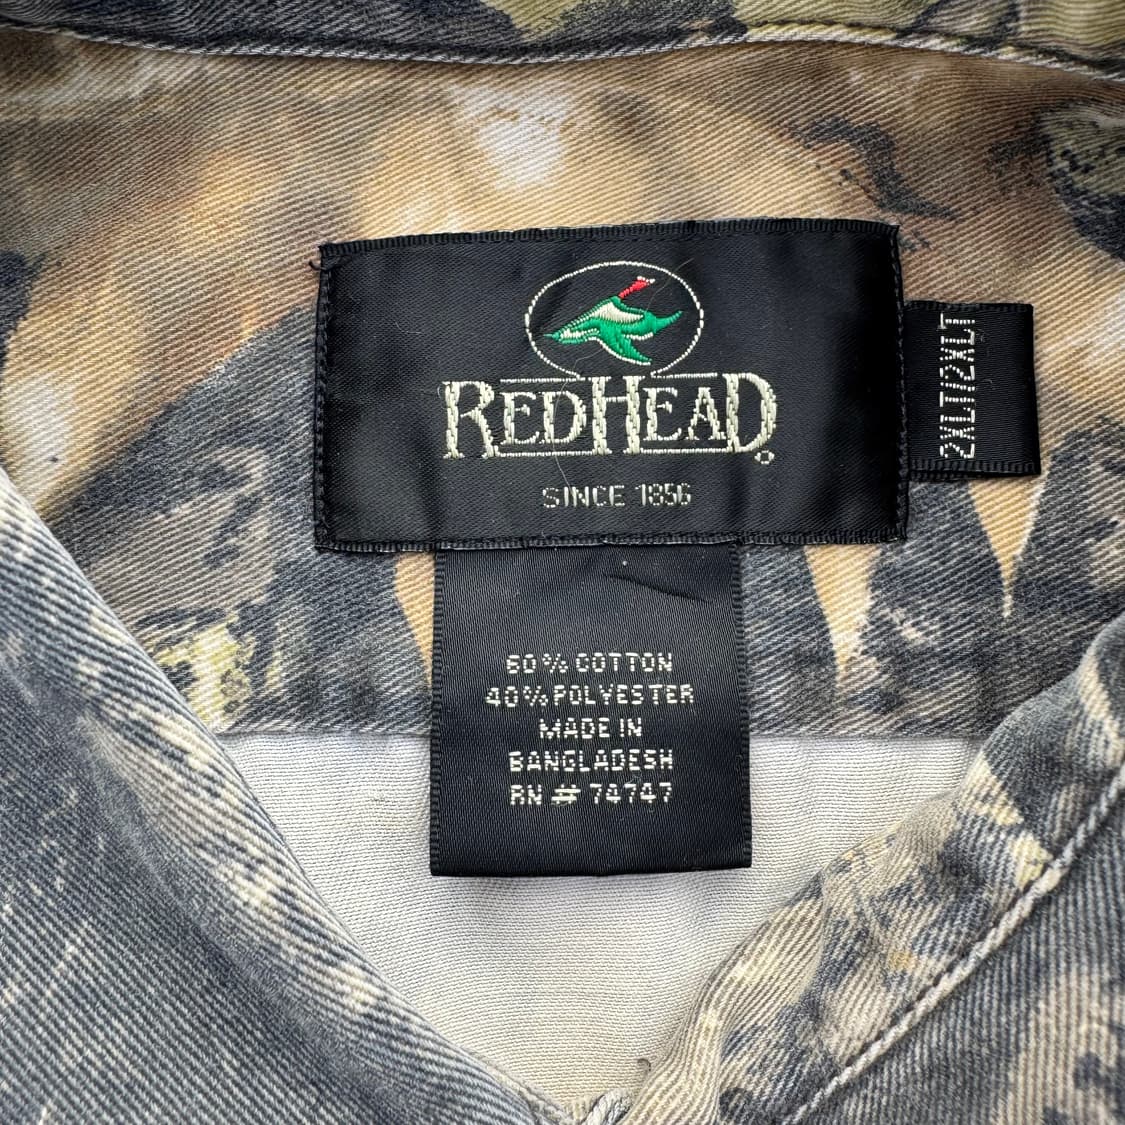 REDHEAD®
SINCE 1856
2XLT/2XLT
60% COTTON
40% POLYESTER
MADE IN
BANGLADESH
RN # 74747